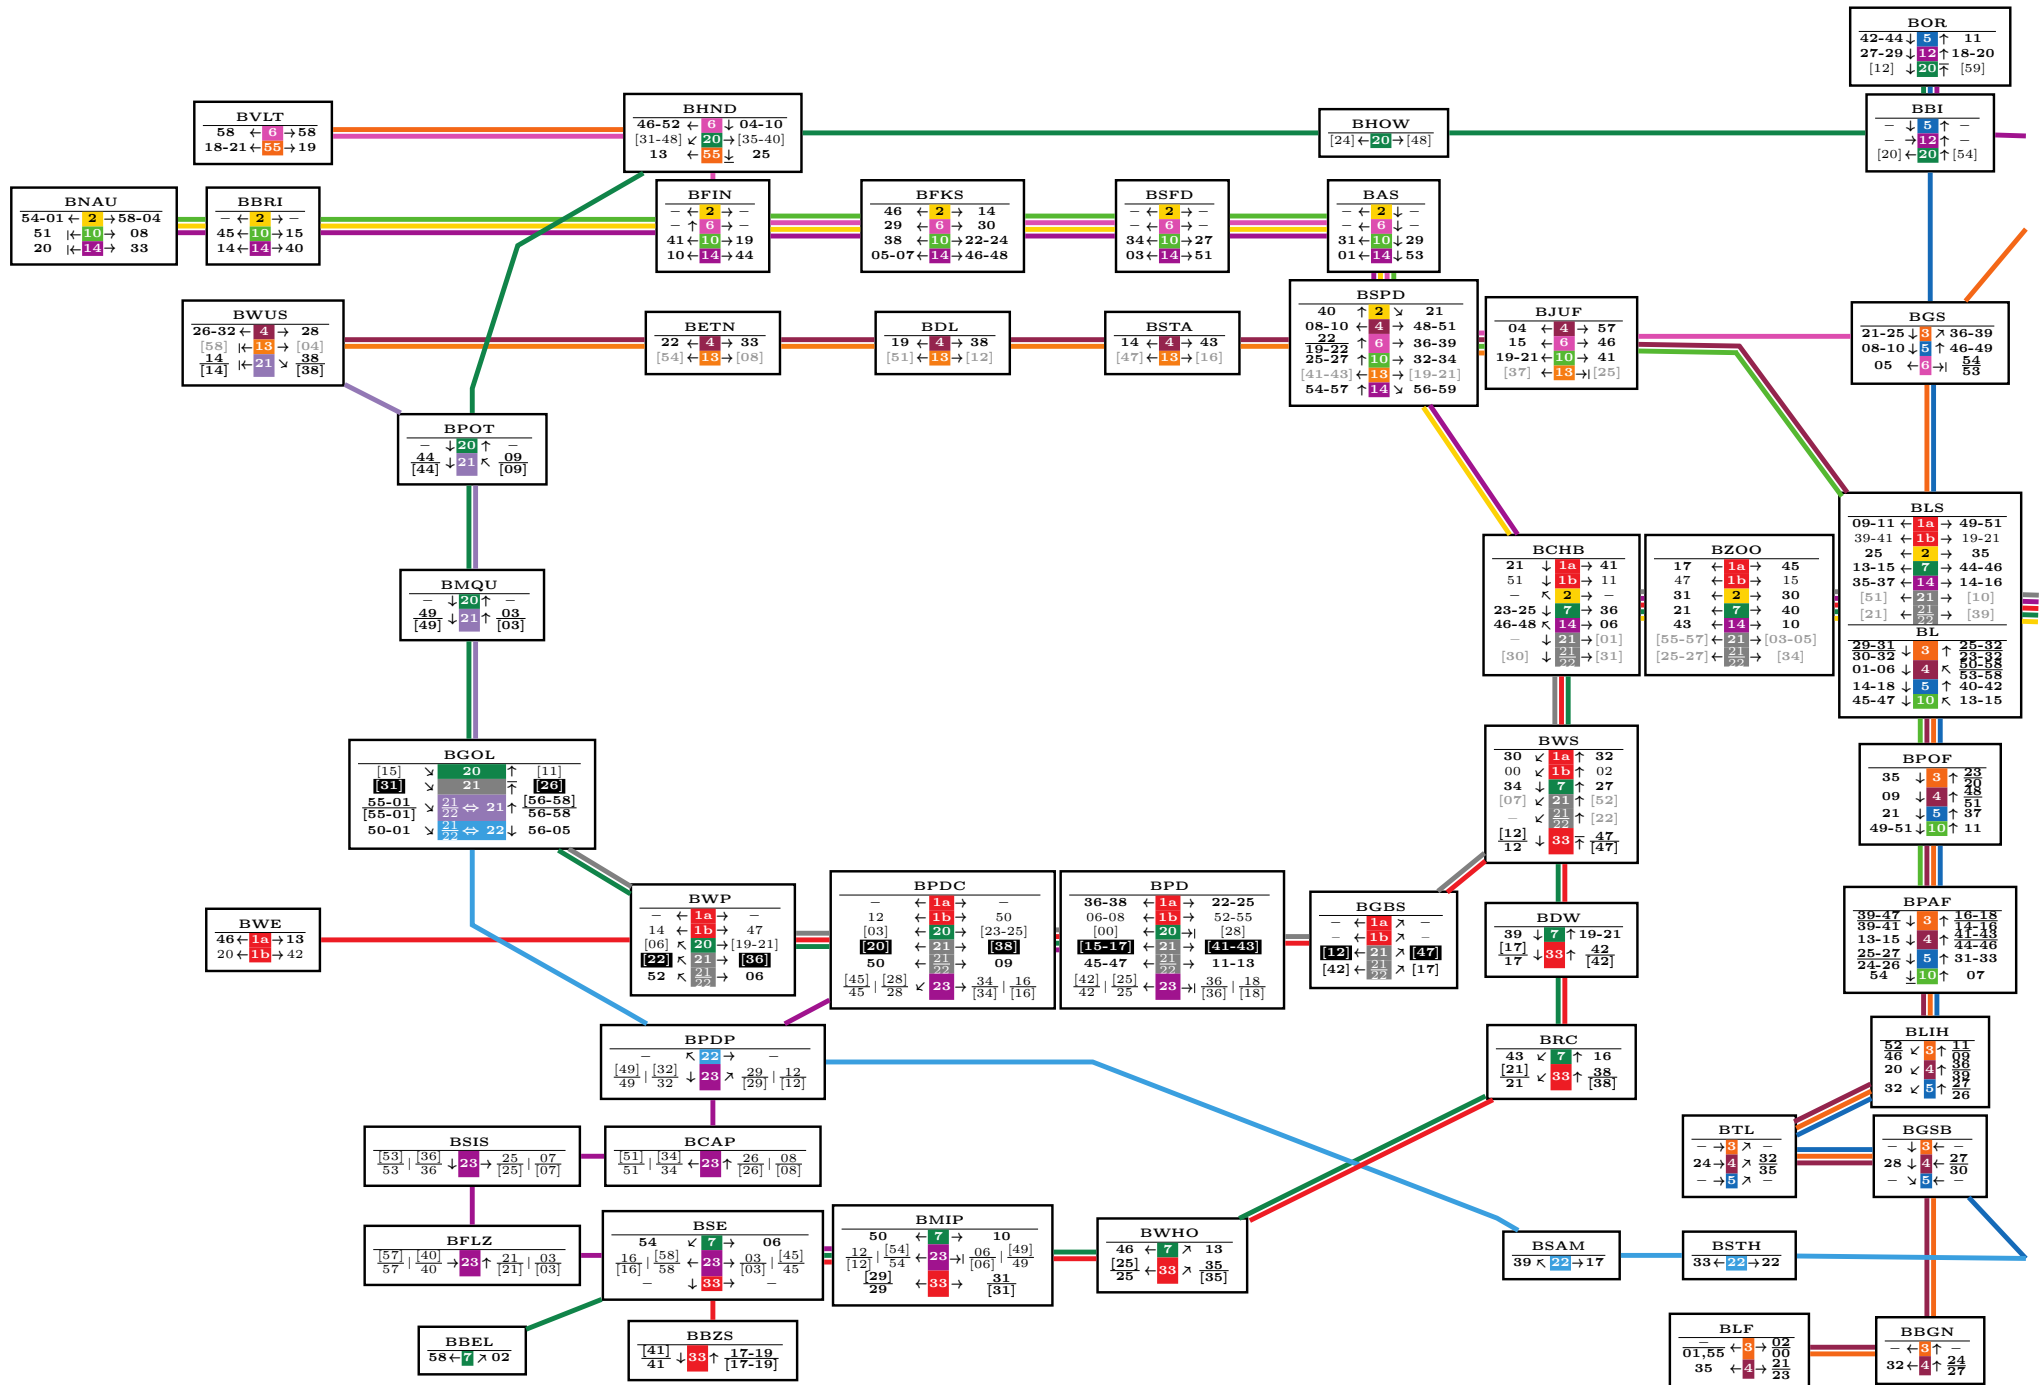 BOR
42-44 ↓ 5 ↑ 11
27-29 ↓ 12 ↑ 18-20
[12] ↓ 20 ↑ [59]
BVLT
58 ← 6 → 58
18-21 ← 55 → 19
BHND
46-52 ← 6 ↓ 04-10
[31-48] ↙ 20 → [35-40]
13 ← 55 ↓ 25
BHOW
[24] ← 20 → [48]
BBI
– ↓ 5 ↑ –
– → 12 ↑ –
[20] ← 20 ↑ [54]
BNAU
54-01 ← 2 → 58-04
51 |← 10 → 08
20 |← 14 → 33
BBRI
– ← 2 → –
45 ← 10 → 15
14 ← 14 → 40
BFIN
– ← 2 → –
– ↑ 6 → –
41 ← 10 → 19
10 ← 14 → 44
BFKS
46 ← 2 → 14
29 ← 6 → 30
38 ← 10 → 22-24
05-07 ← 14 → 46-48
BSFD
– ← 2 → –
– ← 6 → –
34 ← 10 → 27
03 ← 14 → 51
BAS
– ← 2 ↓ –
– ← 6 ↓ –
31 ← 10 ↓ 29
01 ← 14 ↓ 53
BWUS
26-32 ← 4 → 28
[58] |← 13 → [04]
14 |← 21 ↘ 38
[14] [38]
BETN
22 ← 4 → 33
[54] ← 13 → [08]
BDL
19 ← 4 → 38
[51] ← 13 → [12]
BSTA
14 ← 4 → 43
[47] ← 13 → [16]
BSPD
40 ↑ 2 ↘ 21
08-10 ← 4 → 48-51
22 ↑ 6 → 36-39
19-22
25-27 ↑ 10 → 32-34
[41-43] ← 13 → [19-21]
54-57 ↑ 14 ↘ 56-59
BJUF
04 ← 4 → 57
15 ← 6 → 46
19-21 ← 10 → 41
[37] ← 13 →| [25]
BGS
21-25 ↓ 3 ↗ 36-39
08-10 ↓ 5 ↑ 46-49
05 ← 6 →| 54
53
BPOT
– ↓ 20 ↑ –
44 ↓ 21 ↖ 09
[44] [09]
BMQU
– ↓ 20 ↑ –
49 ↓ 21 ↑ 03
[49] [03]
BCHB
21 ↓ 1a → 41
51 ↓ 1b → 11
– ↖ 2 → –
23-25 ↓ 7 → 36
46-48 ↖ 14 → 06
– ↓ 21 → [01]
[30] ↓ 21/22 → [31]
BZOO
17 ← 1a → 45
47 ← 1b → 15
31 ← 2 → 30
21 ← 7 → 40
43 ← 14 → 10
[55-57] ← 21 → [03-05]
[25-27] ← 21/22 → [34]
BLS
09-11 ← 1a → 49-51
39-41 ← 1b → 19-21
25 ← 2 → 35
13-15 ← 7 → 44-46
35-37 ← 14 → 14-16
[51] ← 21 → [10]
[21] ← 21/22 → [39]
BL
29-31 ↓ 3 ↑ 25-32
30-32 23-32
01-06 ↓ 4 ↖ 50-58
53-58
14-18 ↓ 5 ↑ 40-42
45-47 ↓ 10 ↖ 13-15
BGOL
[15] ↘ 20 ↑ [11]
[31] ↘ 21 ↑ [26]
55-01 ↘ 21/22 ⇔ 21 ↑ [56-58]
[55-01] 56-58
50-01 ↘ 21/22 ⇔ 22 ↓ 56-05
BWS
30 ↙ 1a ↑ 32
00 ↙ 1b ↑ 02
34 ↓ 7 ↑ 27
[07] ↙ 21 ↑ [52]
– ↙ 21/22 ↑ [22]
[12] ↓ 33 ↑ 47
12 [47]
BPOF
35 ↓ 3 ↑ 23
20
09 ↓ 4 ↑ 48
51
21 ↓ 5 ↑ 37
49-51 ↓ 10 ↑ 11
BWE
46 ← 1a → 13
20 ← 1b → 42
BWP
– ← 1a → –
14 ← 1b → 47
[06] ↖ 20 → [19-21]
[22] ↖ 21 → [36]
52 ↖ 21/22 → 06
BPDC
– ← 1a → –
12 ← 1b → 50
[03] ← 20 → [23-25]
[20] ← 21 → [38]
50 ← 21/22 → 09
[45] | [28] ↙ 23 → 34 | 16
45 28 [34] [16]
BPD
36-38 ← 1a → 22-25
06-08 ← 1b → 52-55
[00] ← 20 →| [28]
[15-17] ← 21 → [41-43]
45-47 ← 21/22 → 11-13
[42] | [25] ← 23 →| 36 | 18
42 25 [36] [18]
BGBS
– ← 1a ↗ –
– ← 1b ↗ –
[12] ← 21 ↗ [47]
[42] ← 21/22 ↗ [17]
BDW
39 ↓ 7 ↑ 19-21
[17] ↓ 33 ↑ 42
17 [42]
BPAF
39-47 ↓ 3 ↑ 16-18
39-41 14-16
13-15 ↓ 4 ↑ 41-43
44-46
25-27 ↓ 5 ↑ 31-33
24-26
54 ↓ 10 ↑ 07
BPDP
– ↖ 22 → –
[49] | [32] ↓ 23 ↗ 29 | 12
49 32 [29] [12]
BRC
43 ↙ 7 ↑ 16
[21] ↙ 33 ↑ 38
21 [38]
BLIH
52 ↙ 3 ↑ 11
46 09
20 ↙ 4 ↑ 36
39
32 ↙ 5 ↑ 27
26
BSIS
[53] | [36] ↓ 23 → 25 | 07
53 36 [25] [07]
BCAP
[51] | [34] ← 23 ↑ 26 | 08
51 34 [26] [08]
BTL
– → 3 ↗ –
24 → 4 ↗ 32
35
– → 5 ↗ –
BGSB
– ↓ 3 ← –
28 ↓ 4 ← 27
30
– ↘ 5 ← –
BFLZ
[57] | [40] → 23 ↑ 21 | 03
57 40 [21] [03]
BSE
54 ↙ 7 → 06
16 | [58] ← 23 → 03 | [45]
[16] 58 [03] 45
– ↓ 33 → –
BMIP
50 ← 7 → 10
12 | [54] ← 23 →| 06 | [49]
[12] 54 [06] 49
[29] ← 33 → 31
29 [31]
BWHO
46 ← 7 ↗ 13
[25] ← 33 ↗ 35
25 [35]
BSAM
39 ↖ 22 → 17
BSTH
33 ← 22 → 22
BBEL
58 ← 7 ↗ 02
BBZS
[41] ↓ 33 ↑ 17-19
41 [17-19]
BLF
– ← 3 → 02
01,55 00
35 ← 4 → 21
23
BBGN
– ← 3 ↑ –
32 ← 4 ↑ 24
27